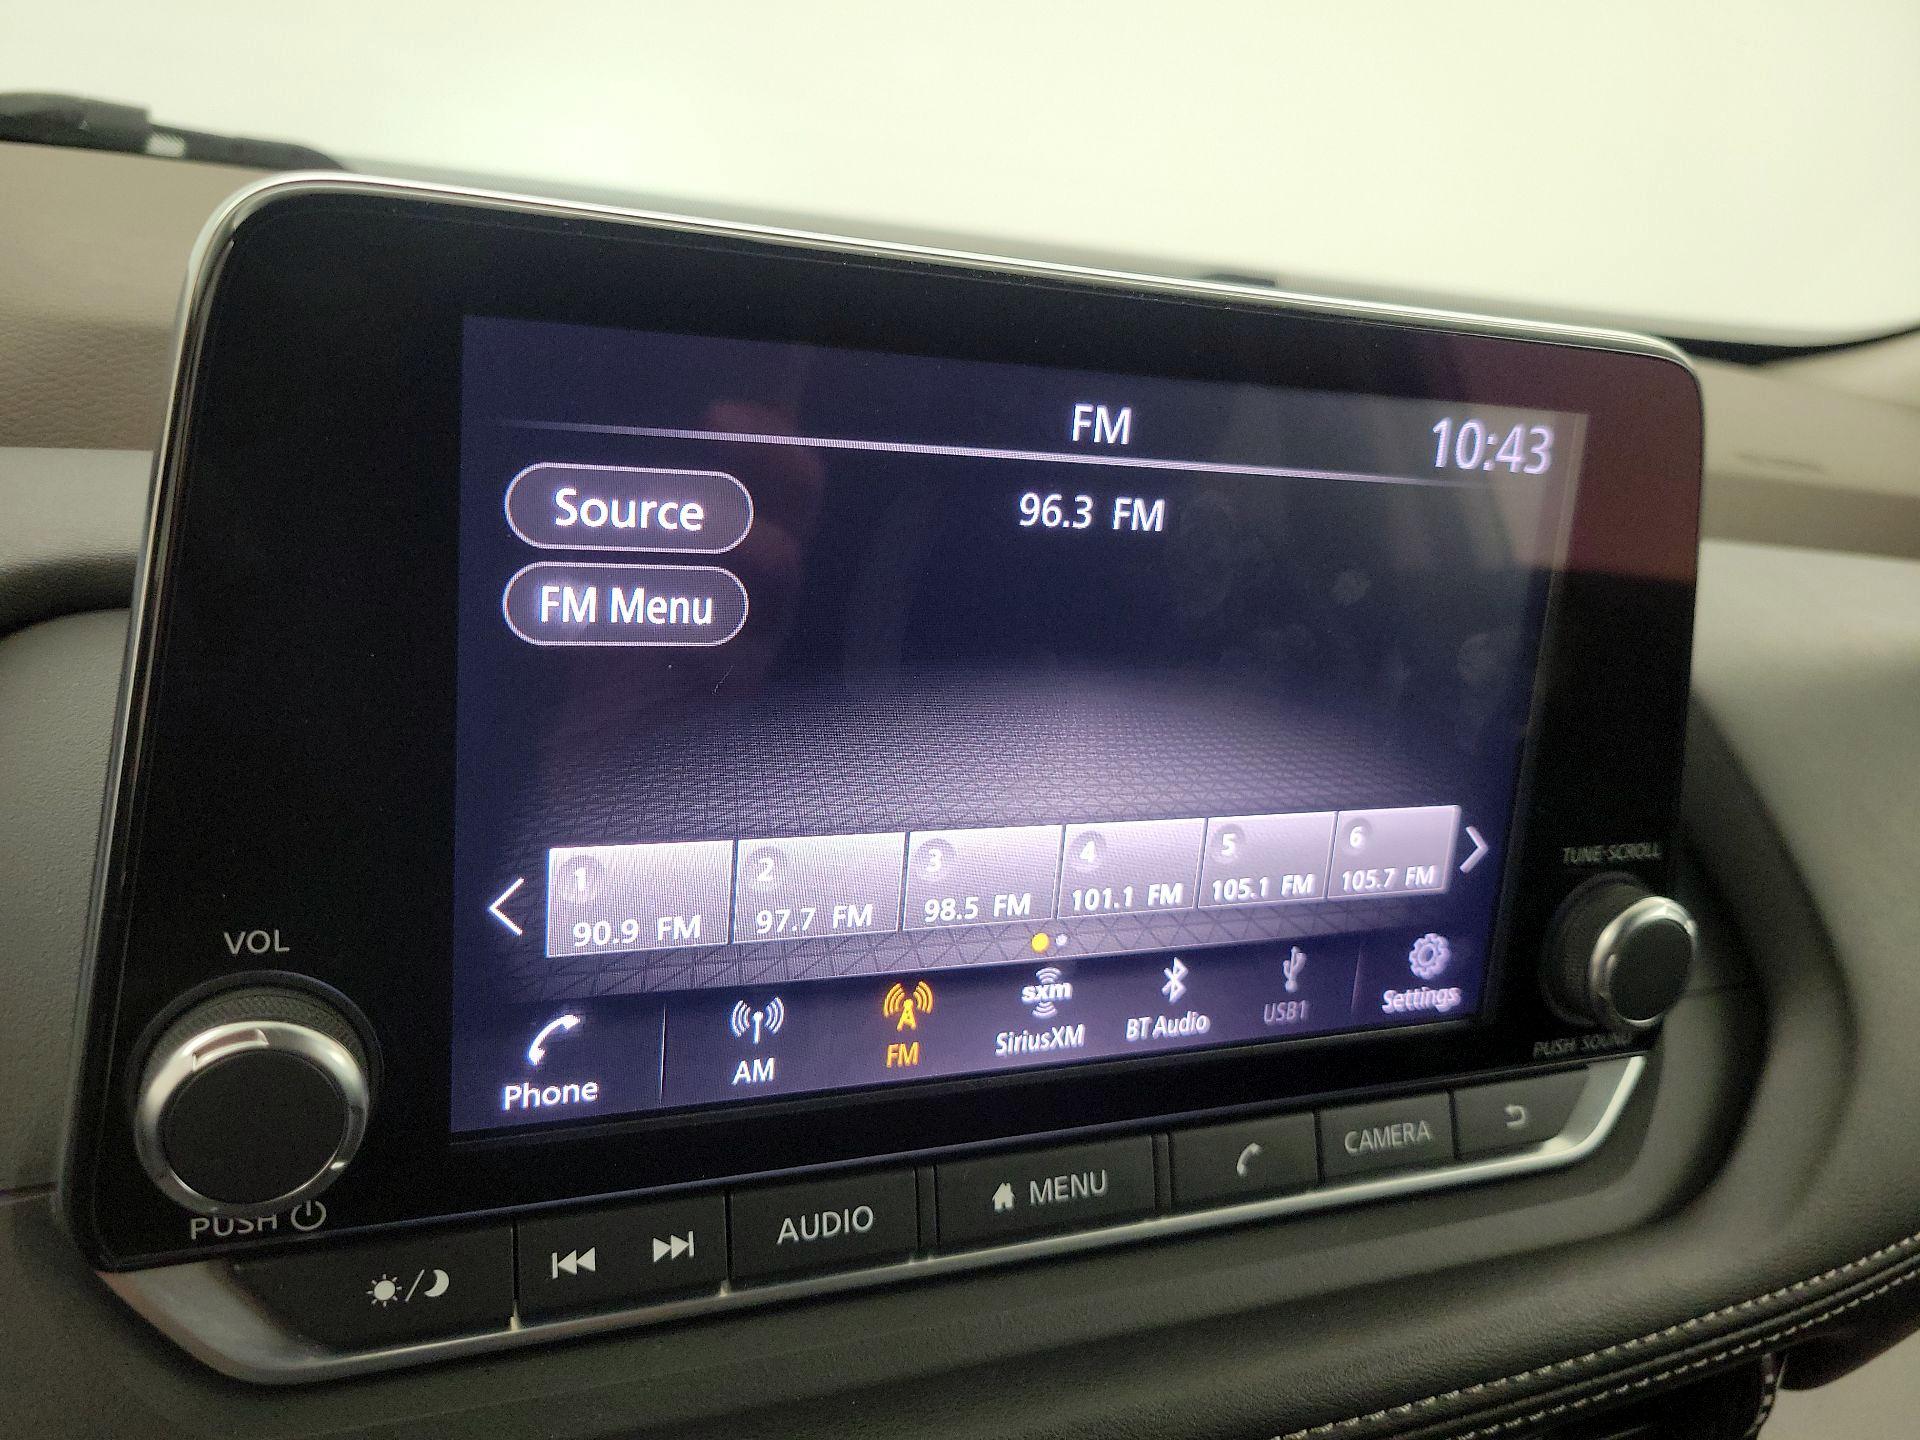 FM
10:43
Source
96.3 FM
FM Menu
1
2
3
4
5
6
90.9 FM
97.7 FM
98.5 FM
101.1 FM
105.1 FM
105.7 FM
TUNE·SCROLL
VOL
Phone
AM
FM
sxm
SiriusXM
BT Audio
USB1
Settings
PUSH SOUND
PUSH
AUDIO
MENU
CAMERA